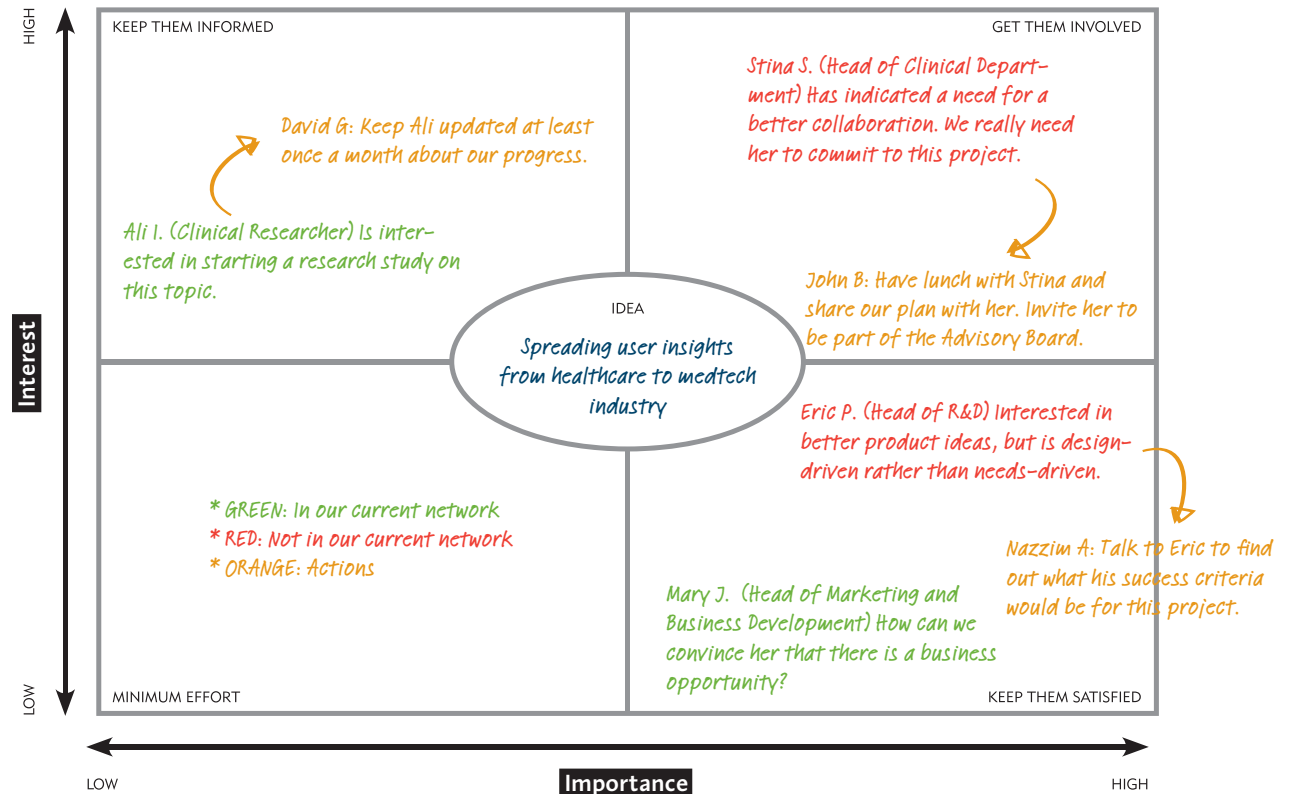 HIGH
KEEP THEM INFORMED
GET THEM INVOLVED
Stina S. (Head of Clinical Depart-
ment) Has indicated a need for a
better collaboration. We really need
her to commit to this project.
David G: Keep Ali updated at least
once a month about our progress.
Ali I. (Clinical Researcher) Is inter-
ested in starting a research study on
this topic.
John B: Have lunch with Stina and
share our plan with her. Invite her to
be part of the Advisory Board.
IDEA
Spreading user insights
from healthcare to medtech
industry
Interest
Eric P. (Head of R&D) Interested in
better product ideas, but is design-
driven rather than needs-driven.
* GREEN: In our current network
* RED: Not in our current network
* ORANGE: Actions
Nazzim A: Talk to Eric to find
out what his success criteria
would be for this project.
Mary J. (Head of Marketing and
Business Development) How can we
convince her that there is a business
opportunity?
LOW
MINIMUM EFFORT
KEEP THEM SATISFIED
LOW
Importance
HIGH